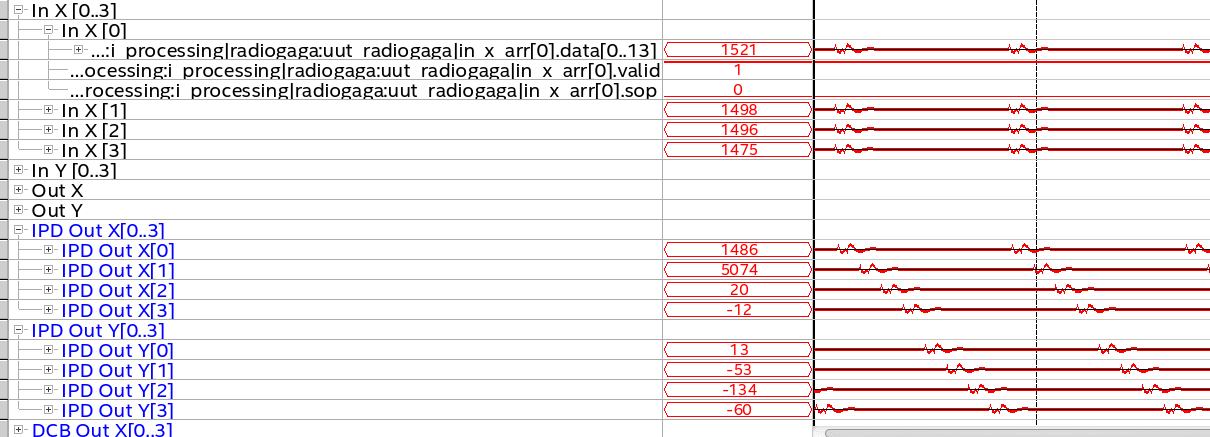 In X [0..3]
In X [0]
...:i_processing|radiogaga:uut_radiogaga|in_x_arr[0].data[0..13] 1521
...ocessing:i_processing|radiogaga:uut_radiogaga|in_x_arr[0].valid 1
...rocessing:i_processing|radiogaga:uut_radiogaga|in_x_arr[0].sop 0
In X [1] 1498
In X [2] 1496
In X [3] 1475
In Y [0..3]
Out X
Out Y
IPD Out X[0..3]
IPD Out X[0] 1486
IPD Out X[1] 5074
IPD Out X[2] 20
IPD Out X[3] -12
IPD Out Y[0..3]
IPD Out Y[0] 13
IPD Out Y[1] -53
IPD Out Y[2] -134
IPD Out Y[3] -60
DCB Out X[0..3]